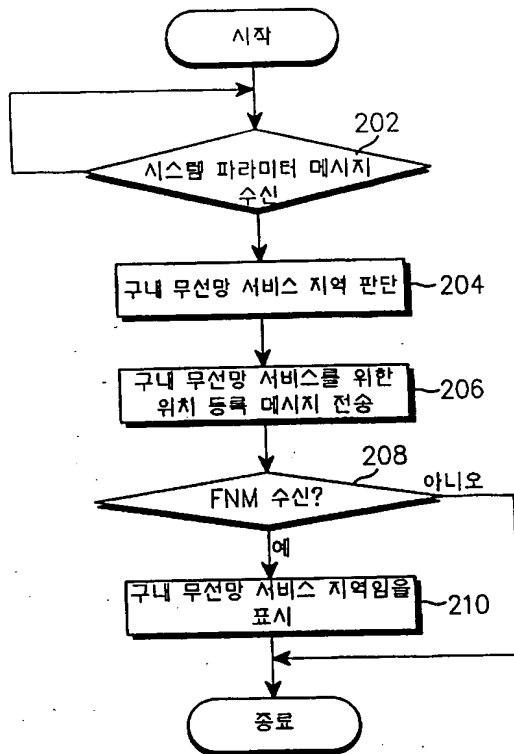 시작
202
시스템 파라미터 메시지
수신
구내 무선망 서비스 지역 판단
204
구내 무선망 서비스를 위한
위치 등록 메시지 전송
206
208
FNM 수신?
아니오
예
구내 무선망 서비스 지역임을
표시
210
종료